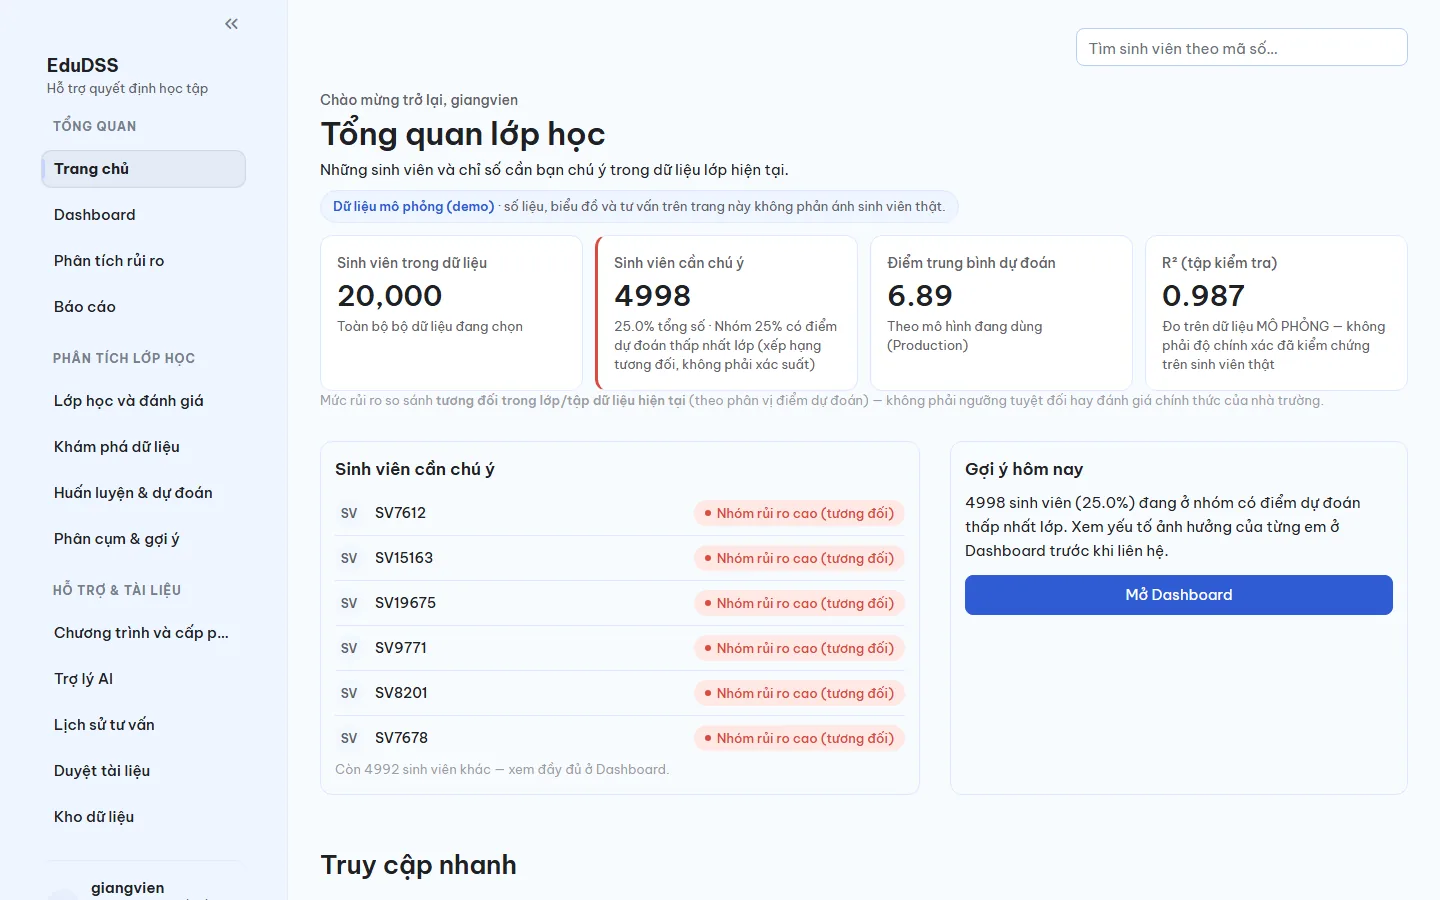 EduDSS
Hỗ trợ quyết định học tập
TỔNG QUAN
Trang chủ
Dashboard
Phân tích rủi ro
Báo cáo
PHÂN TÍCH LỚP HỌC
Lớp học và đánh giá
Khám phá dữ liệu
Huấn luyện & dự đoán
Phân cụm & gợi ý
HỖ TRỢ & TÀI LIỆU
Chương trình và cấp p...
Trợ lý AI
Lịch sử tư vấn
Duyệt tài liệu
Kho dữ liệu
giangvien
Tìm sinh viên theo mã số...
Chào mừng trở lại, giangvien
Tổng quan lớp học
Những sinh viên và chỉ số cần bạn chú ý trong dữ liệu lớp hiện tại.
Dữ liệu mô phỏng (demo) · số liệu, biểu đồ và tư vấn trên trang này không phản ánh sinh viên thật.
Sinh viên trong dữ liệu
20,000
Toàn bộ bộ dữ liệu đang chọn
Sinh viên cần chú ý
4998
25.0% tổng số · Nhóm 25% có điểm
dự đoán thấp nhất lớp (xếp hạng
tương đối, không phải xác suất)
Điểm trung bình dự đoán
6.89
Theo mô hình đang dùng
(Production)
R² (tập kiểm tra)
0.987
Đo trên dữ liệu MÔ PHỎNG — không
phải độ chính xác đã kiểm chứng
trên sinh viên thật
Mức rủi ro so sánh tương đối trong lớp/tập dữ liệu hiện tại (theo phân vị điểm dự đoán) — không phải ngưỡng tuyệt đối hay đánh giá chính thức của nhà trường.
Sinh viên cần chú ý
SV SV7612 Nhóm rủi ro cao (tương đối)
SV SV15163 Nhóm rủi ro cao (tương đối)
SV SV19675 Nhóm rủi ro cao (tương đối)
SV SV9771 Nhóm rủi ro cao (tương đối)
SV SV8201 Nhóm rủi ro cao (tương đối)
SV SV7678 Nhóm rủi ro cao (tương đối)
Còn 4992 sinh viên khác — xem đầy đủ ở Dashboard.
Gợi ý hôm nay
4998 sinh viên (25.0%) đang ở nhóm có điểm dự đoán
thấp nhất lớp. Xem yếu tố ảnh hưởng của từng em ở
Dashboard trước khi liên hệ.
Mở Dashboard
Truy cập nhanh